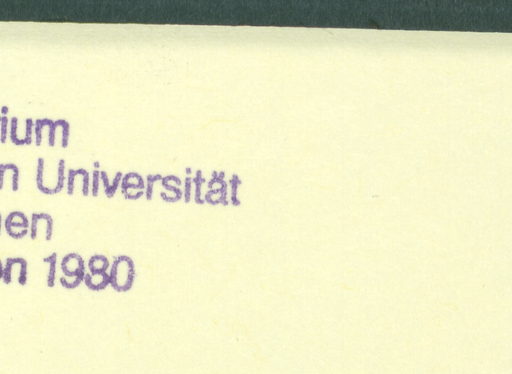 ium
n Universität
en
on 1980